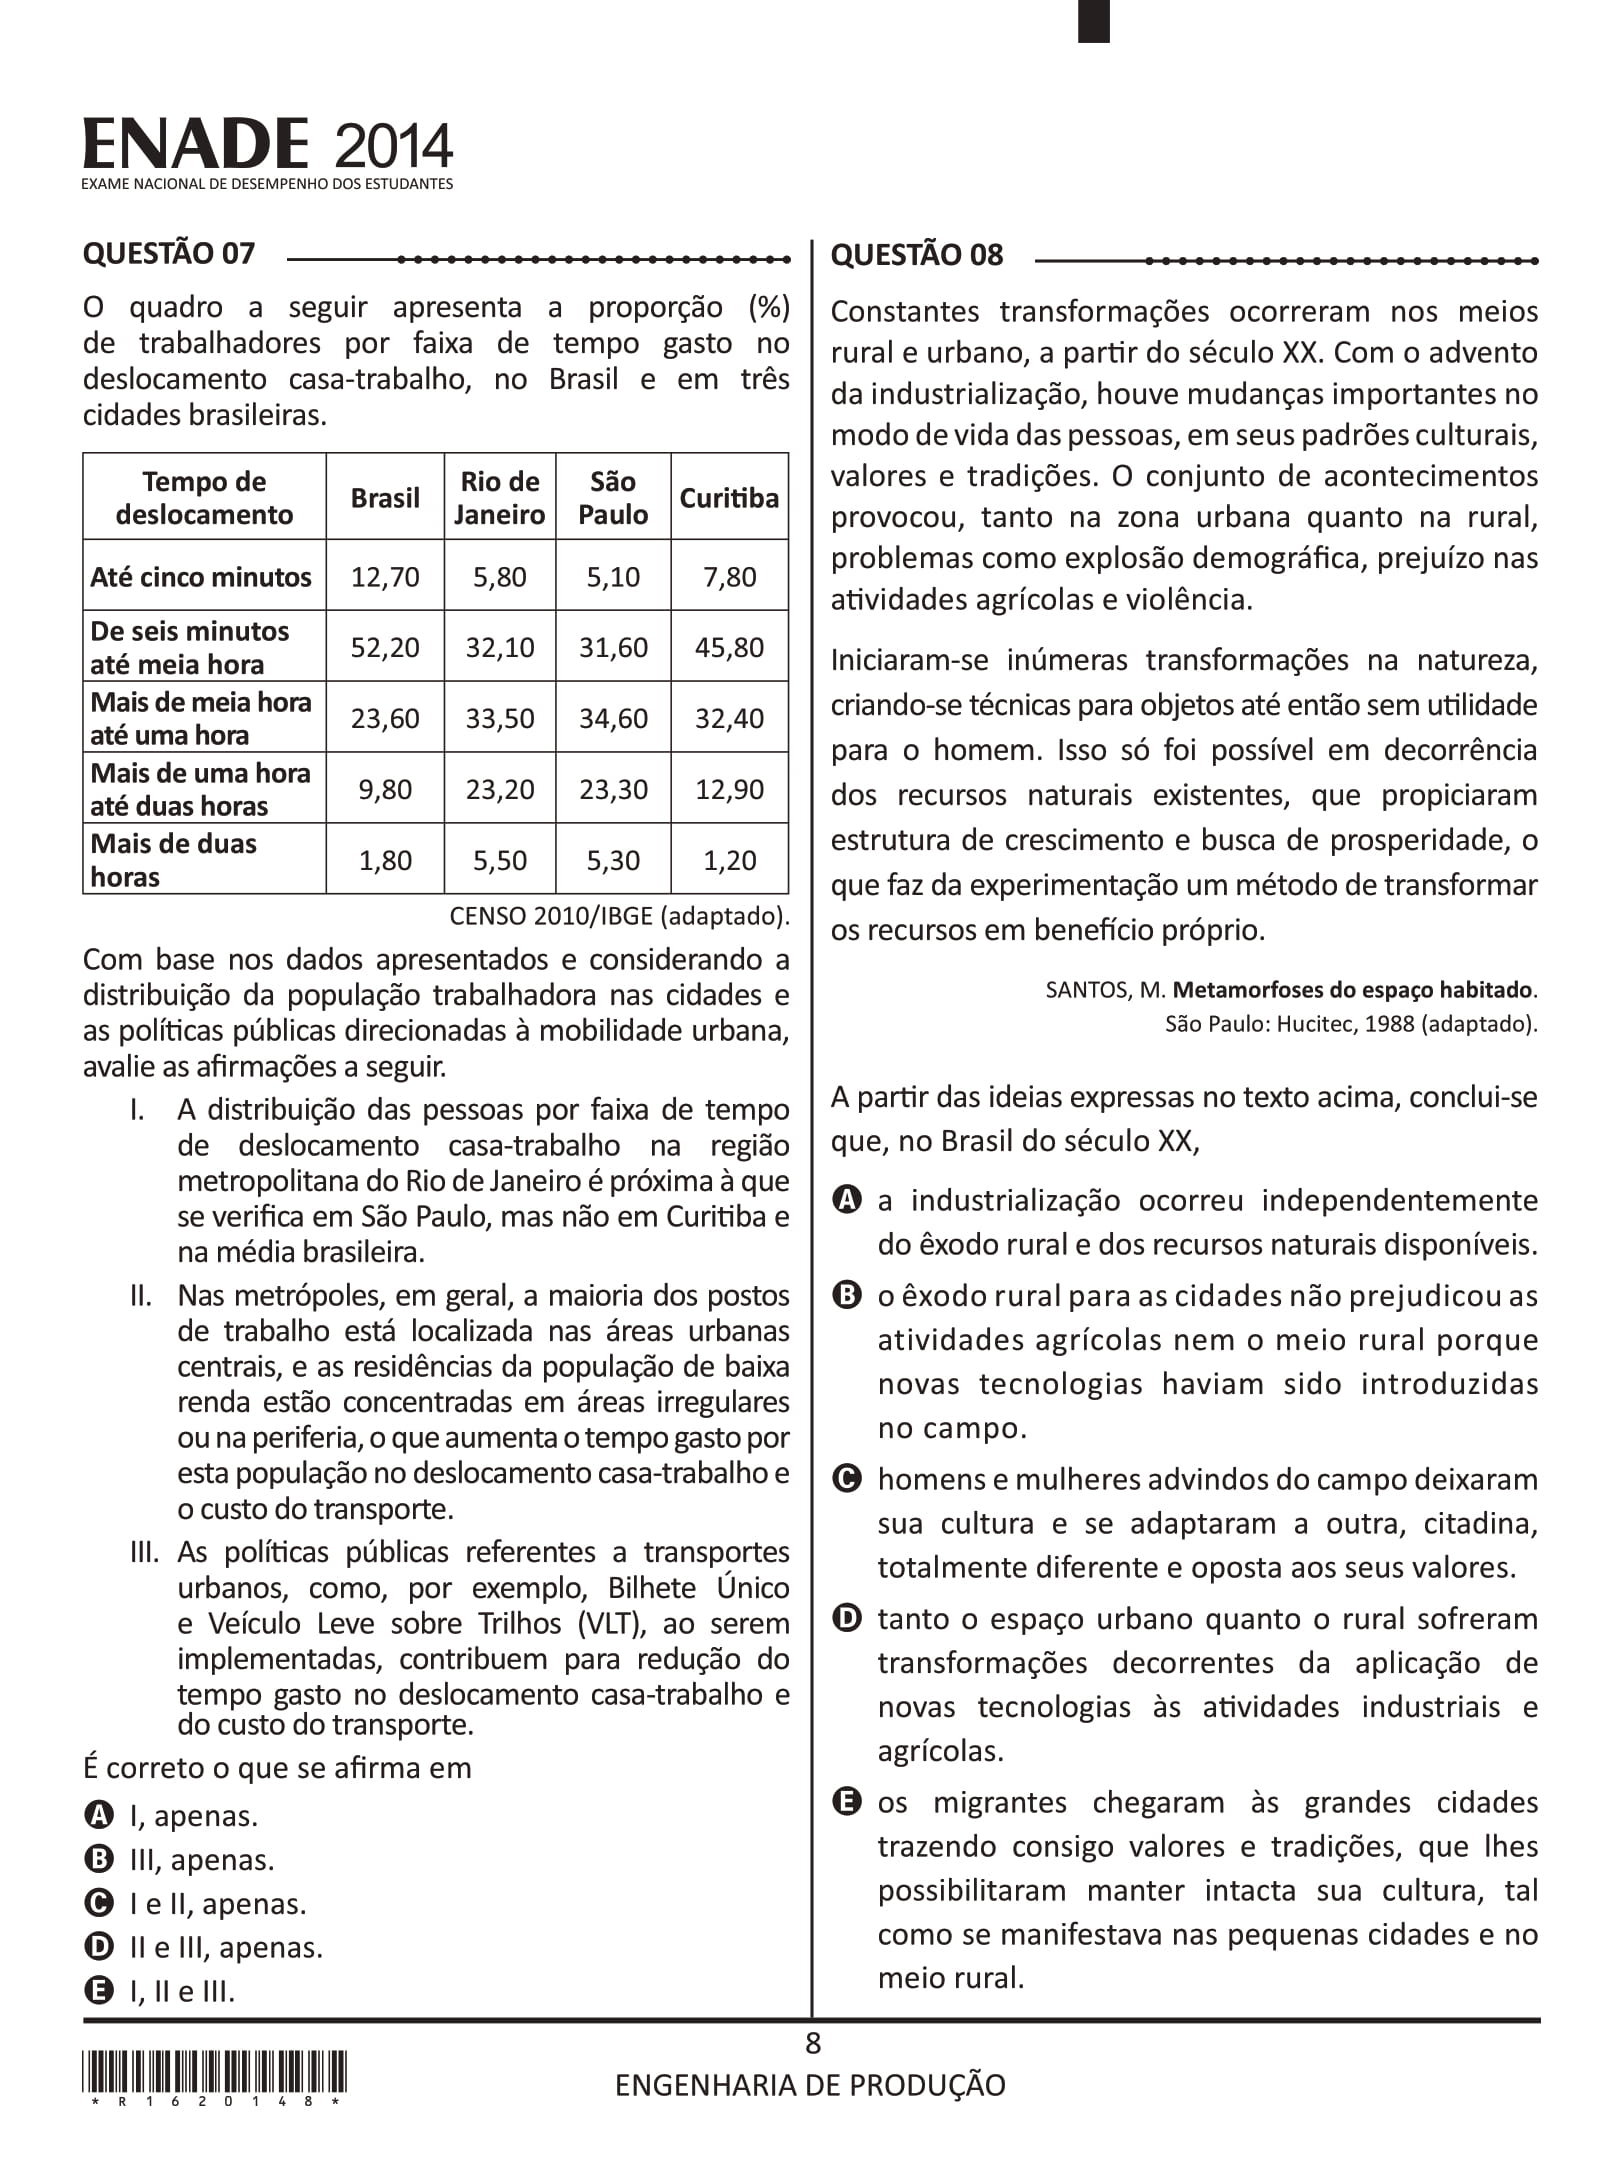 ENADE 2014
EXAME NACIONAL DE DESEMPENHO DOS ESTUDANTES
QUESTÃO 07
O quadro a seguir apresenta a proporção (%)
de trabalhadores por faixa de tempo gasto no
deslocamento casa-trabalho, no Brasil e em três
cidades brasileiras.
Tempo de deslocamento Brasil Rio de Janeiro São Paulo Curitiba
Até cinco minutos 12,70 5,80 5,10 7,80
De seis minutos até meia hora 52,20 32,10 31,60 45,80
Mais de meia hora até uma hora 23,60 33,50 34,60 32,40
Mais de uma hora até duas horas 9,80 23,20 23,30 12,90
Mais de duas horas 1,80 5,50 5,30 1,20
CENSO 2010/IBGE (adaptado).
Com base nos dados apresentados e considerando a
distribuição da população trabalhadora nas cidades e
as políticas públicas direcionadas à mobilidade urbana,
avalie as afirmações a seguir.
I. A distribuição das pessoas por faixa de tempo
de deslocamento casa-trabalho na região
metropolitana do Rio de Janeiro é próxima à que
se verifica em São Paulo, mas não em Curitiba e
na média brasileira.
II. Nas metrópoles, em geral, a maioria dos postos
de trabalho está localizada nas áreas urbanas
centrais, e as residências da população de baixa
renda estão concentradas em áreas irregulares
ou na periferia, o que aumenta o tempo gasto por
esta população no deslocamento casa-trabalho e
o custo do transporte.
III. As políticas públicas referentes a transportes
urbanos, como, por exemplo, Bilhete Único
e Veículo Leve sobre Trilhos (VLT), ao serem
implementadas, contribuem para redução do
tempo gasto no deslocamento casa-trabalho e
do custo do transporte.
É correto o que se afirma em
A I, apenas.
B III, apenas.
C I e II, apenas.
D II e III, apenas.
E I, II e III.
QUESTÃO 08
Constantes transformações ocorreram nos meios
rural e urbano, a partir do século XX. Com o advento
da industrialização, houve mudanças importantes no
modo de vida das pessoas, em seus padrões culturais,
valores e tradições. O conjunto de acontecimentos
provocou, tanto na zona urbana quanto na rural,
problemas como explosão demográfica, prejuízo nas
atividades agrícolas e violência.
Iniciaram-se inúmeras transformações na natureza,
criando-se técnicas para objetos até então sem utilidade
para o homem. Isso só foi possível em decorrência
dos recursos naturais existentes, que propiciaram
estrutura de crescimento e busca de prosperidade, o
que faz da experimentação um método de transformar
os recursos em benefício próprio.
SANTOS, M. Metamorfoses do espaço habitado.
São Paulo: Hucitec, 1988 (adaptado).
A partir das ideias expressas no texto acima, conclui-se
que, no Brasil do século XX,
A a industrialização ocorreu independentemente
do êxodo rural e dos recursos naturais disponíveis.
B o êxodo rural para as cidades não prejudicou as
atividades agrícolas nem o meio rural porque
novas tecnologias haviam sido introduzidas
no campo.
C homens e mulheres advindos do campo deixaram
sua cultura e se adaptaram a outra, citadina,
totalmente diferente e oposta aos seus valores.
D tanto o espaço urbano quanto o rural sofreram
transformações decorrentes da aplicação de
novas tecnologias às atividades industriais e
agrícolas.
E os migrantes chegaram às grandes cidades
trazendo consigo valores e tradições, que lhes
possibilitaram manter intacta sua cultura, tal
como se manifestava nas pequenas cidades e no
meio rural.
8
ENGENHARIA DE PRODUÇÃO
* R 1 6 2 0 1 4 8 *